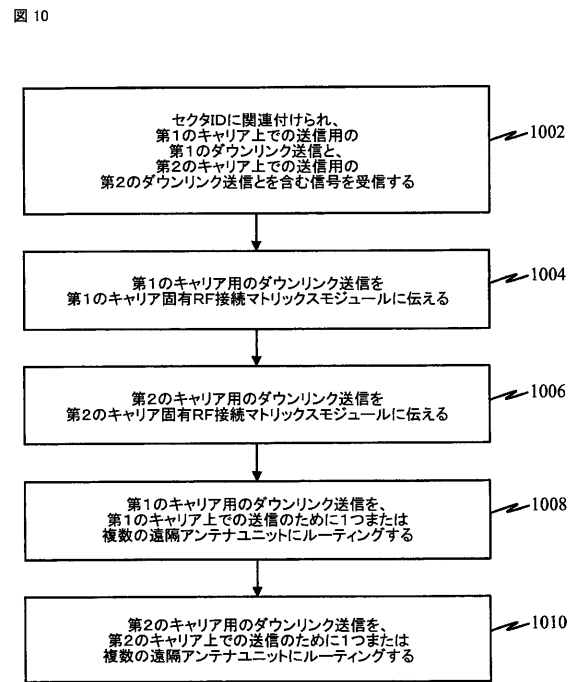 図 10
セクタIDに関連付けられ、
第1のキャリア上での送信用の
第1のダウンリンク送信と、
第2のキャリア上での送信用の
第2のダウンリンク送信とを含む信号を受信する
1002
第1のキャリア用のダウンリンク送信を
第1のキャリア固有RF接続マトリックスモジュールに伝える
1004
第2のキャリア用のダウンリンク送信を
第2のキャリア固有RF接続マトリックスモジュールに伝える
1006
第1のキャリア用のダウンリンク送信を、
第1のキャリア上での送信のために1つまたは
複数の遠隔アンテナユニットにルーティングする
1008
第2のキャリア用のダウンリンク送信を、
第2のキャリア上での送信のために1つまたは
複数の遠隔アンテナユニットにルーティングする
1010